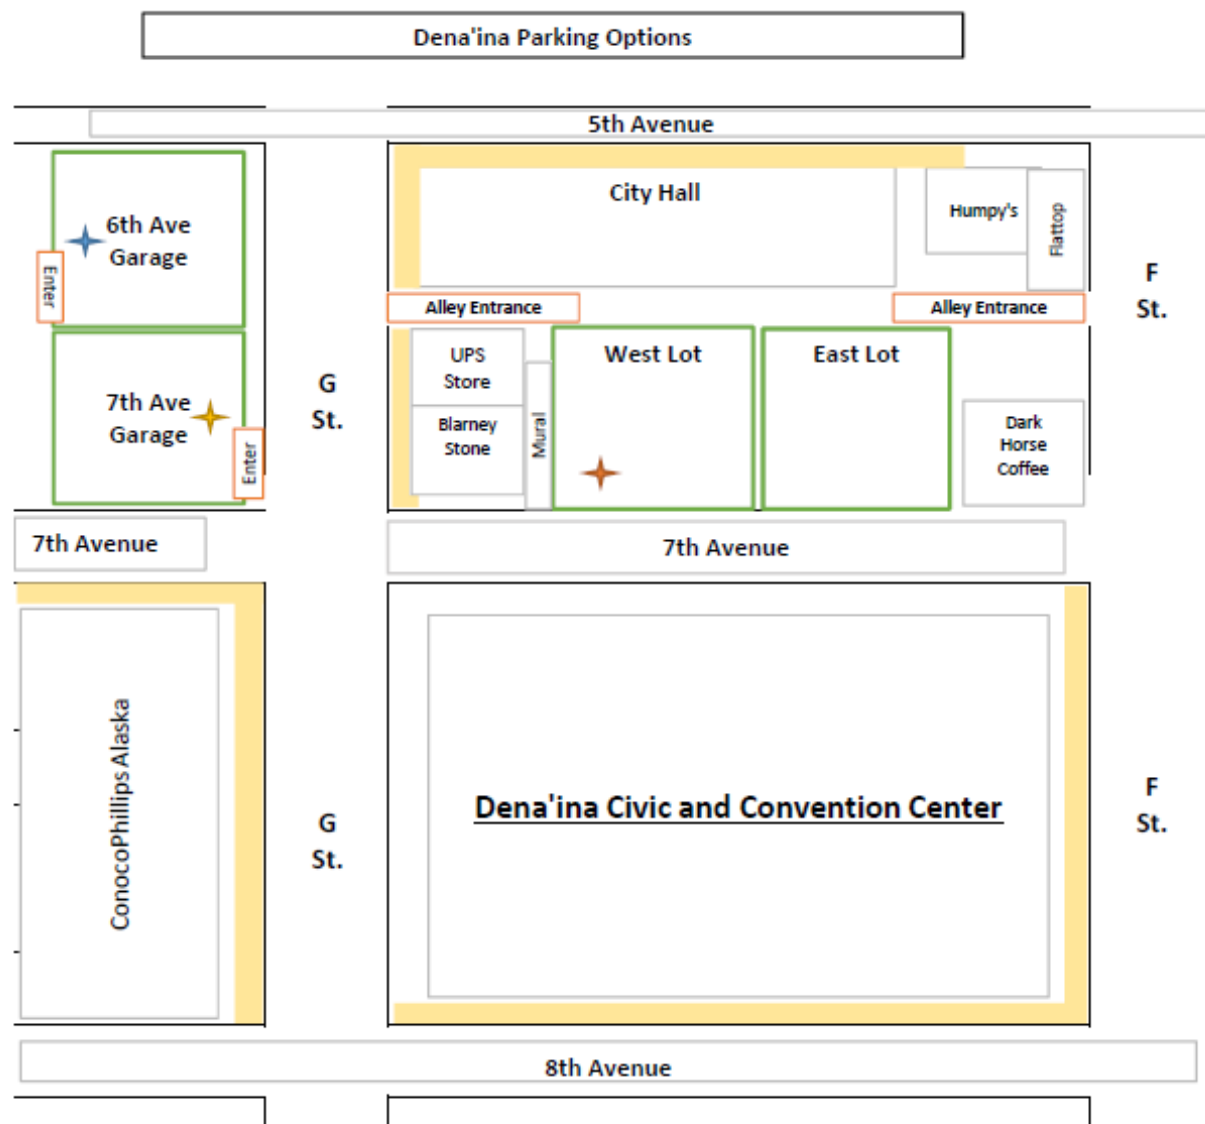 Dena'ina Parking Options
5th Avenue
City Hall
Humpy's
Flattop
6th Ave
Garage
Enter
F
St.
Alley Entrance
Alley Entrance
UPS
Store
West Lot
East Lot
G
St.
7th Ave
Garage
Enter
Blarney
Stone
Mural
Dark
Horse
Coffee
7th Avenue
7th Avenue
ConocoPhillips Alaska
G
St.
Dena'ina Civic and Convention Center
F
St.
8th Avenue